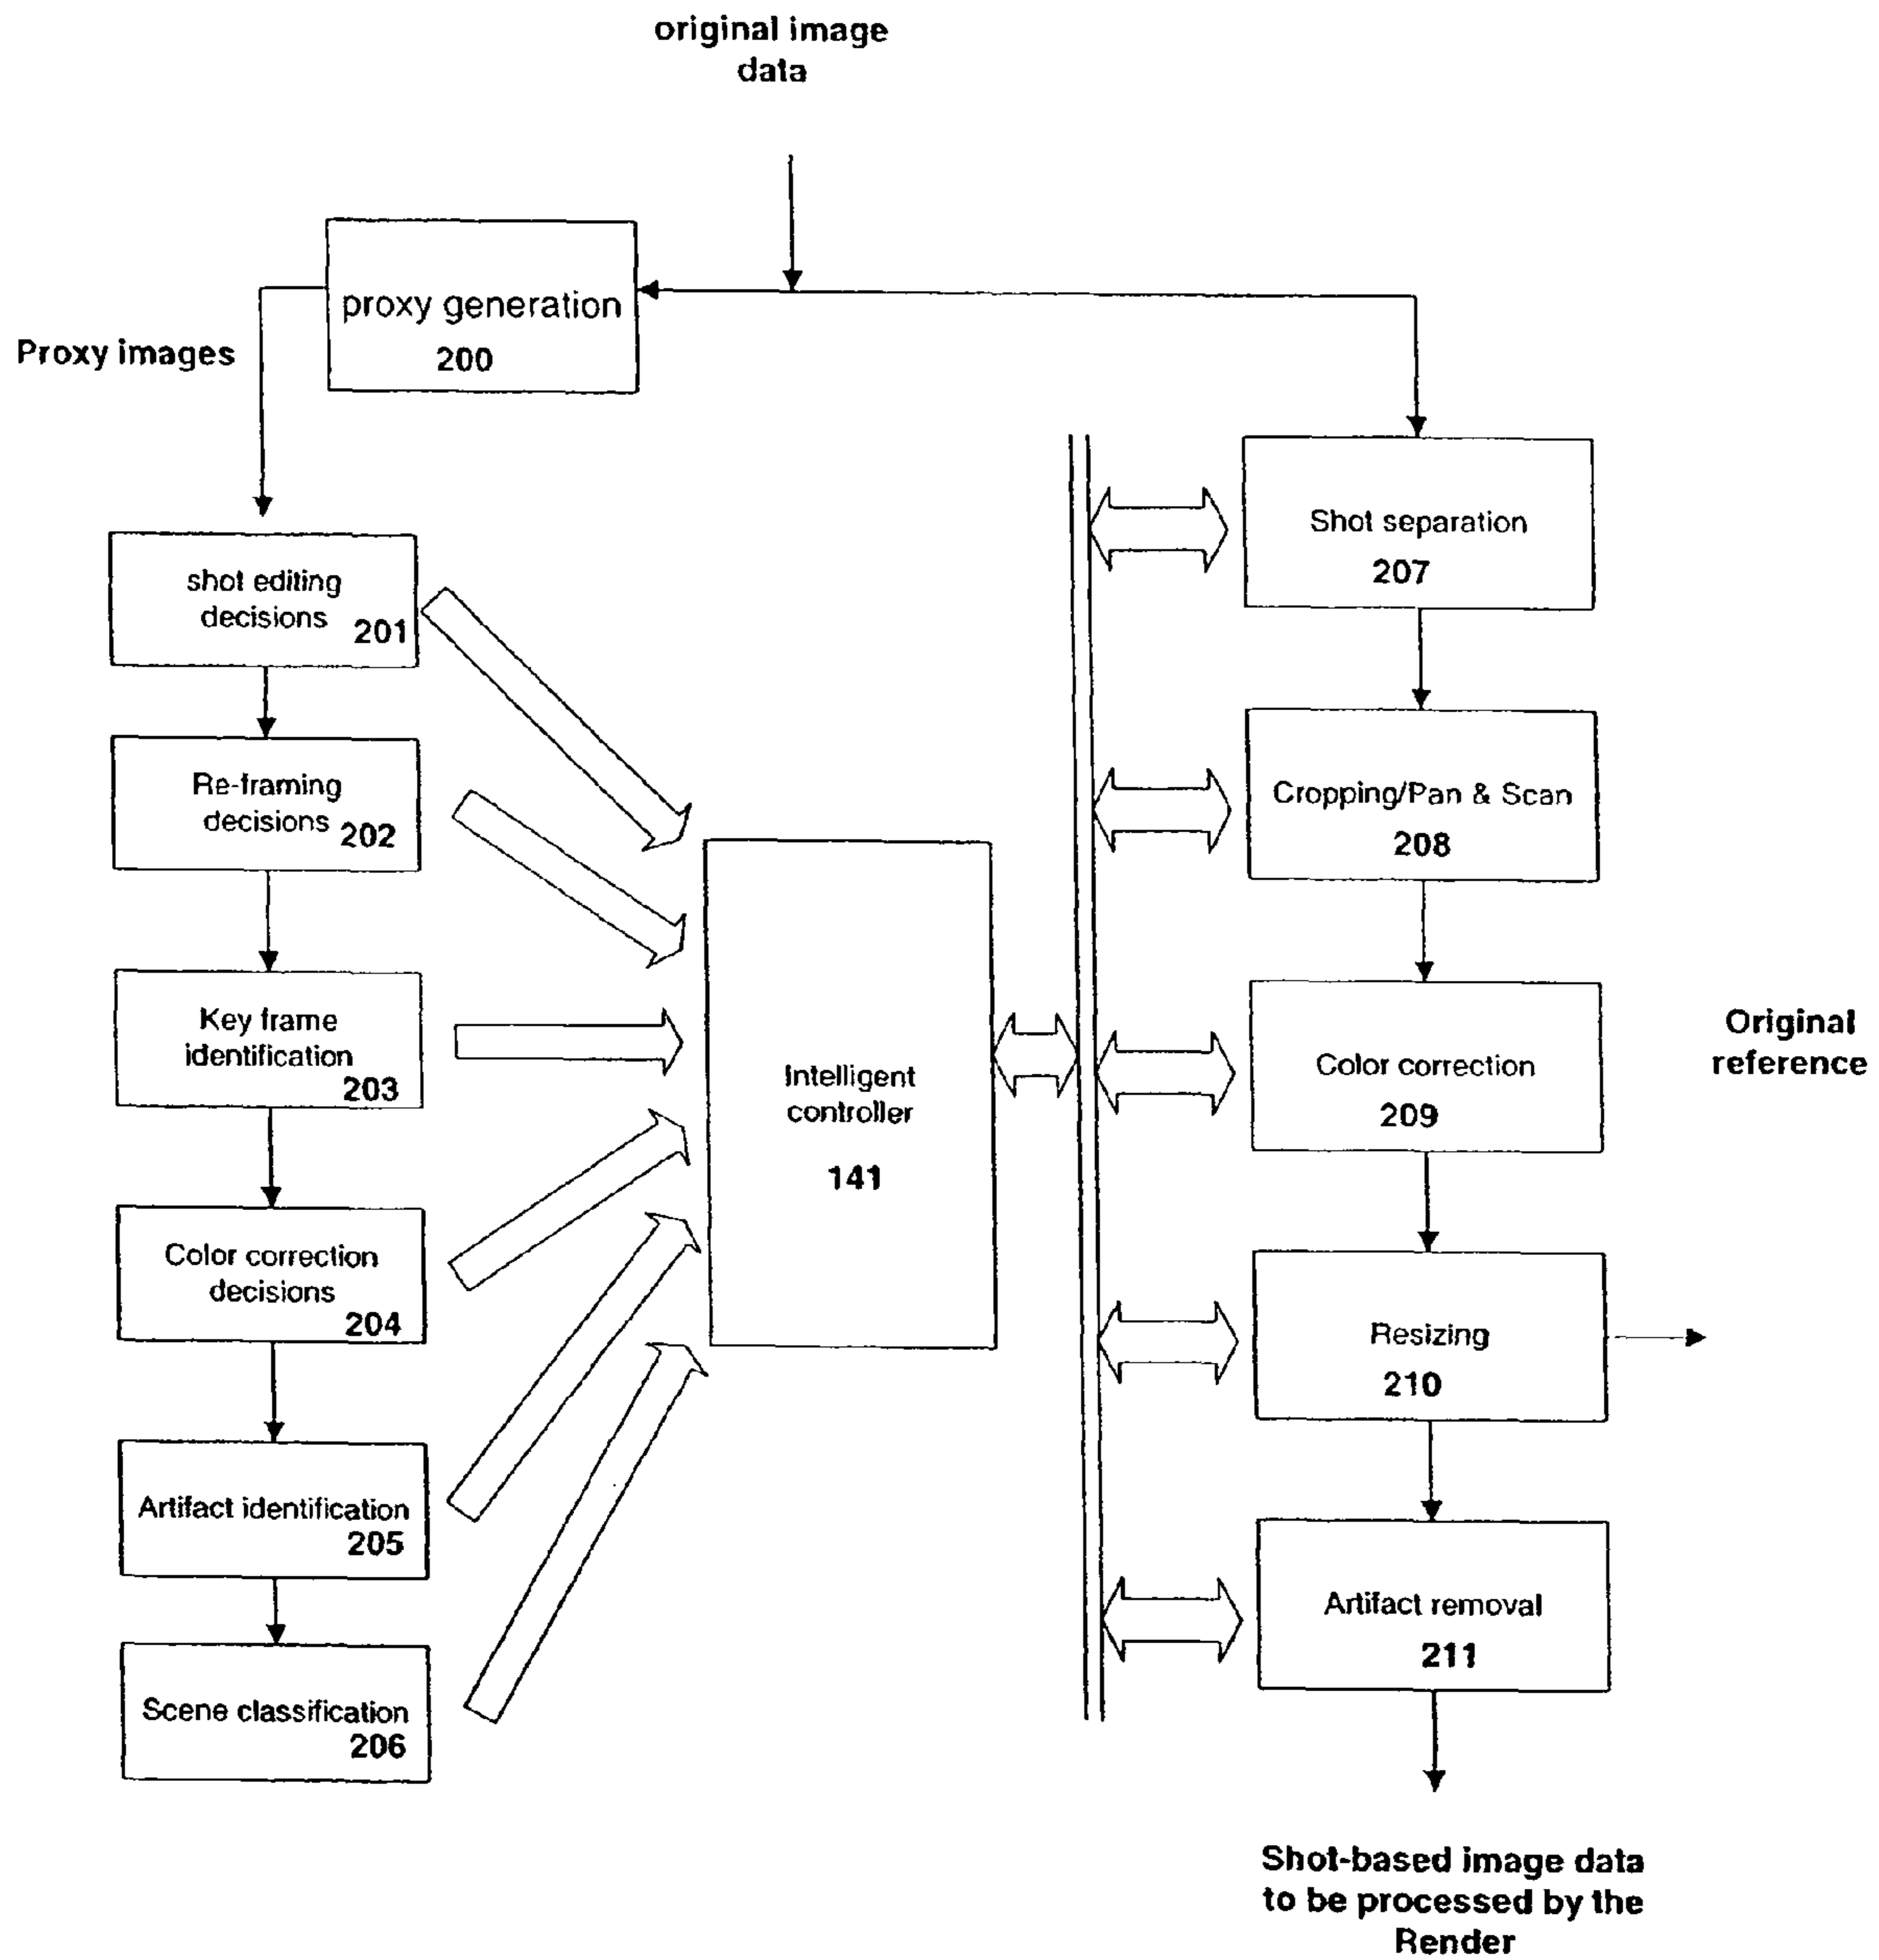 original image
data
proxy generation
200
Proxy images
shot editing
decisions 201
Re-framing
decisions 202
Key frame
identification
203
Color correction
decisions
204
Artifact identification
205
Scene classification
206
Intelligent
controller
141
Shot separation
207
Cropping/Pan & Scan
208
Color correction
209
Original
reference
Resizing
210
Artifact removal
211
Shot-based image data
to be processed by the
Render